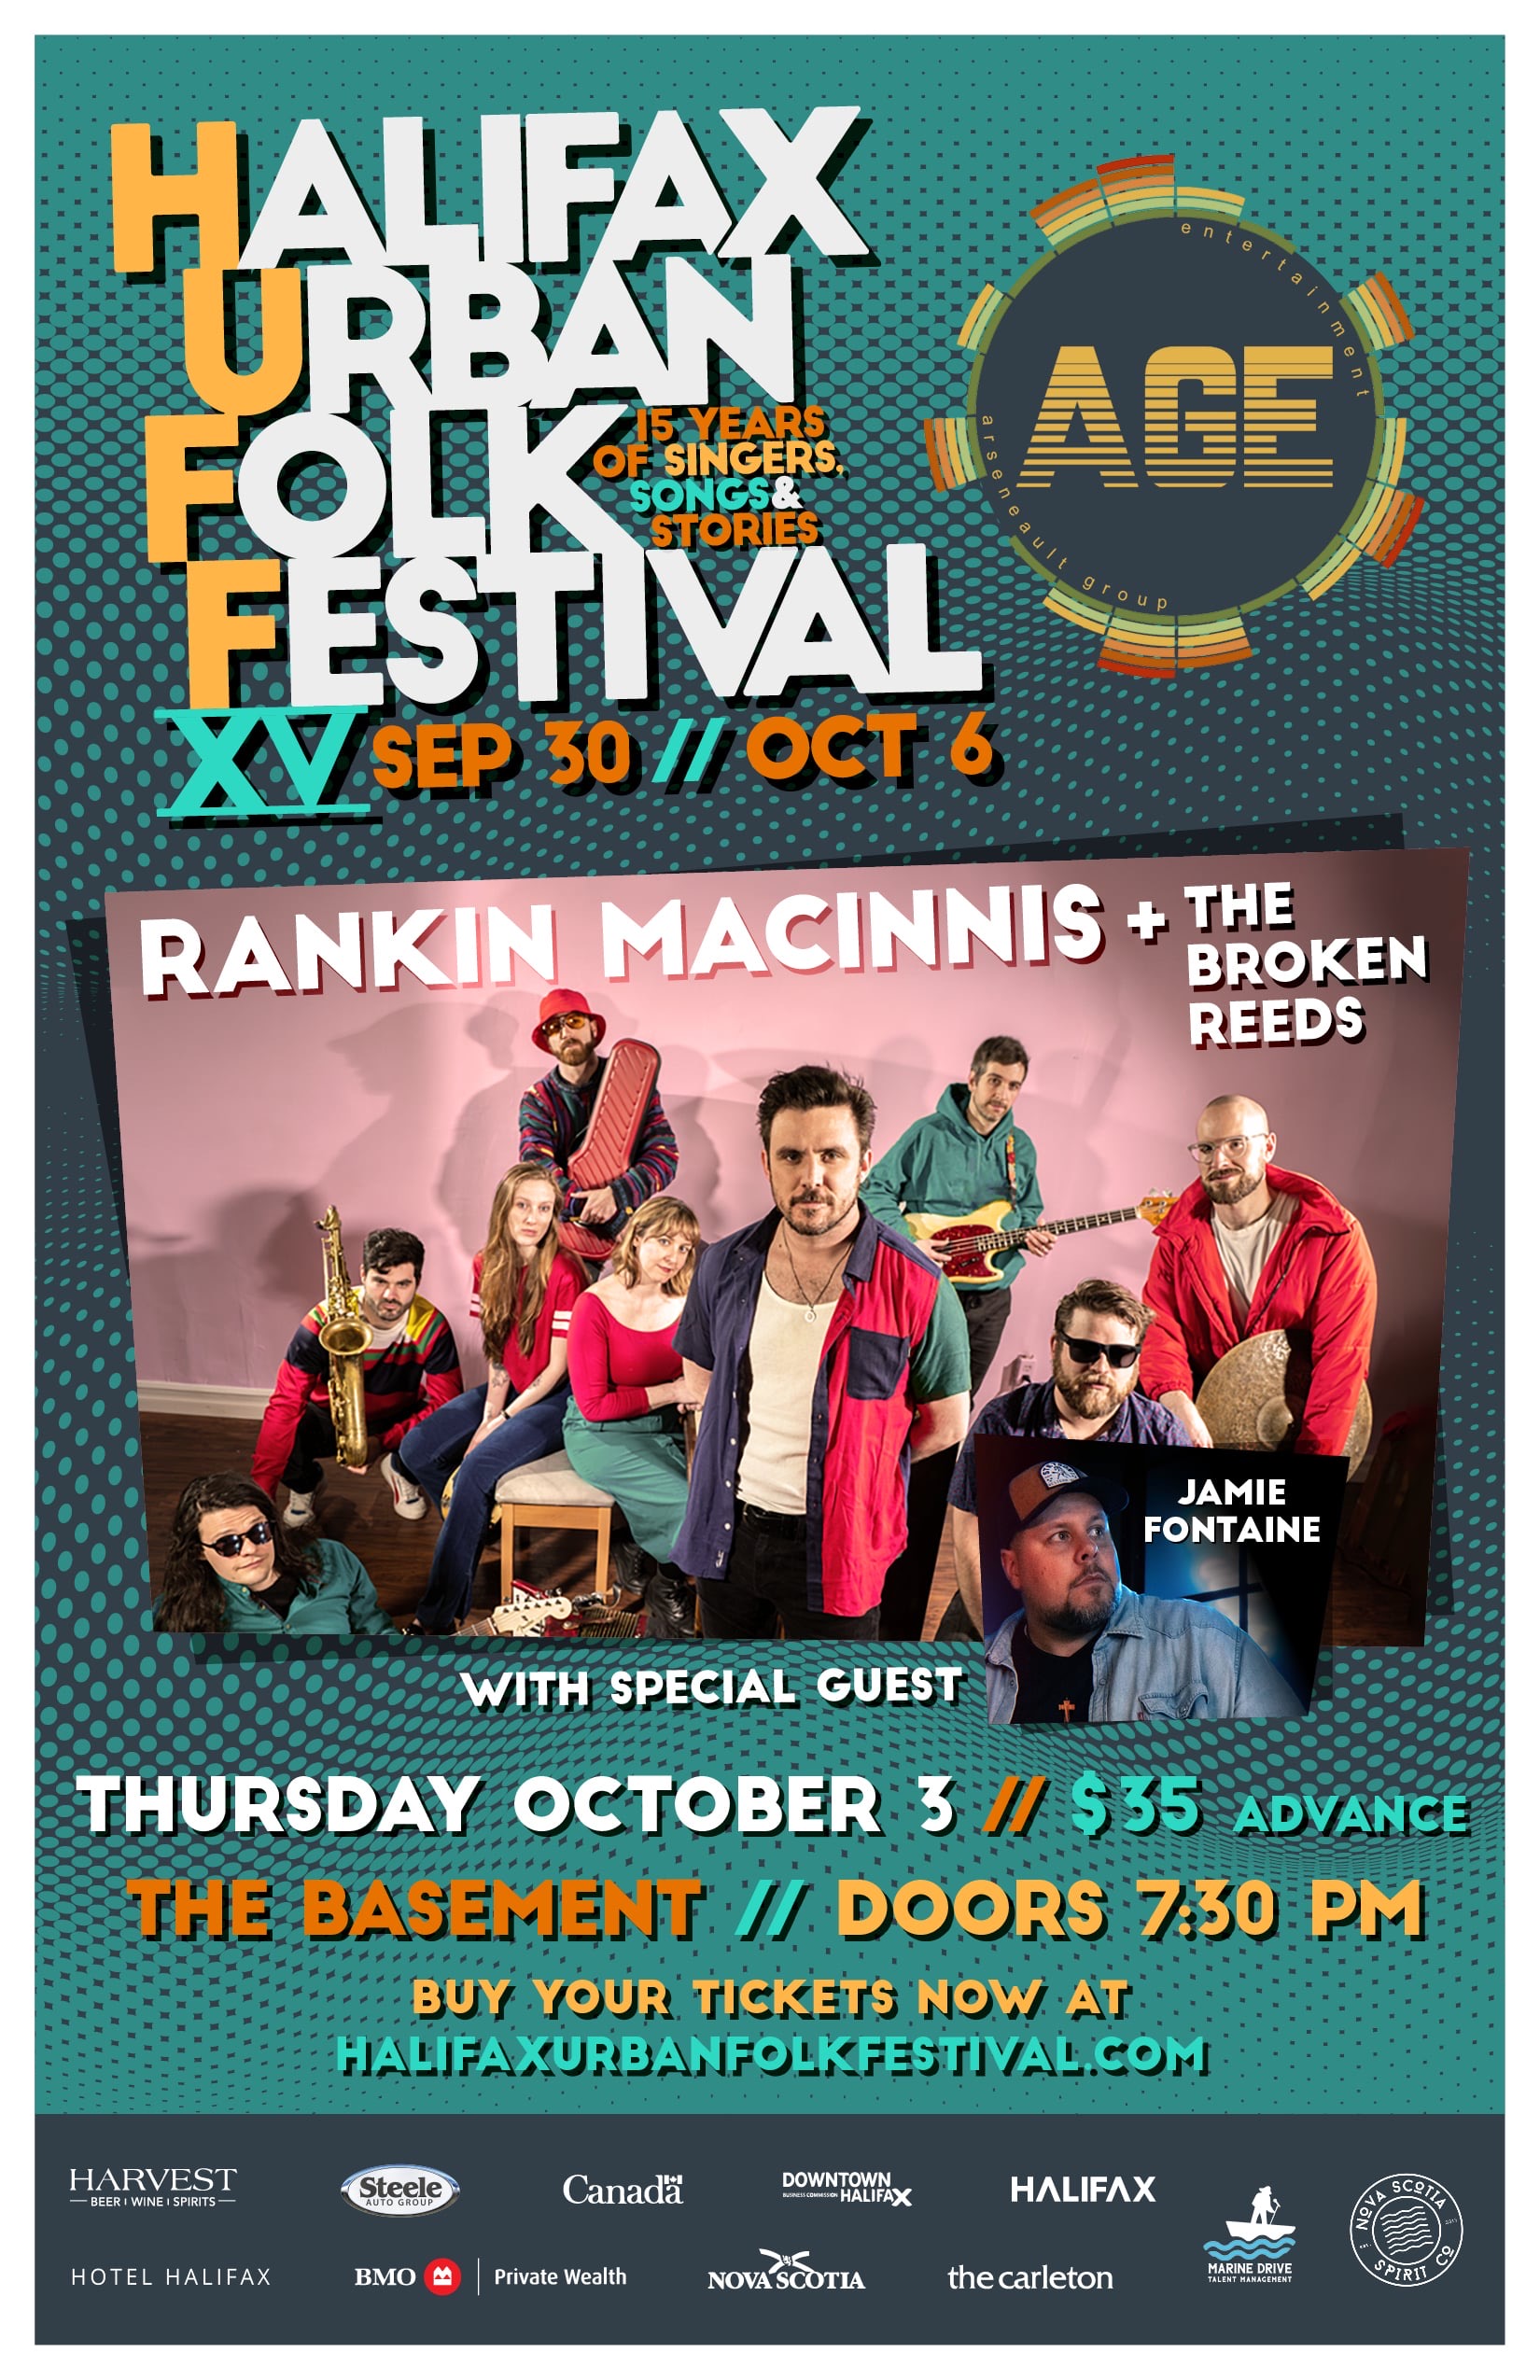 HALIFAX
URBAN
FOLK
15 YEARS
OF SINGERS,
SONGS &
STORIES
FESTIVAL
XV SEP 30 // OCT 6
entertainment
AGE
arseneault group
RANKIN MACINNIS + THE
BROKEN
REEDS
JAMIE
FONTAINE
WITH SPECIAL GUEST
THURSDAY OCTOBER 3 // $35 ADVANCE
THE BASEMENT // DOORS 7:30 PM
BUY YOUR TICKETS NOW AT
HALIFAXURBANFOLKFESTIVAL.COM
HARVEST
BEER | WINE | SPIRITS
Steele
AUTO GROUP
Canada
DOWNTOWN
BUSINESS COMMISSION HALIFAX
HALIFAX
MARINE DRIVE
TALENT MANAGEMENT
NOVA SCOTIA
SPIRIT CO
HOTEL HALIFAX
BMO | Private Wealth
NOVA SCOTIA
the carleton